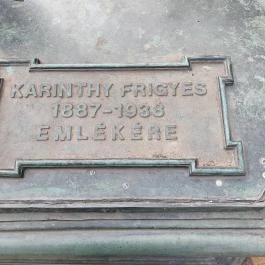 KARINTHY FRIGYES
1887-1938
EMLÉKÉRE